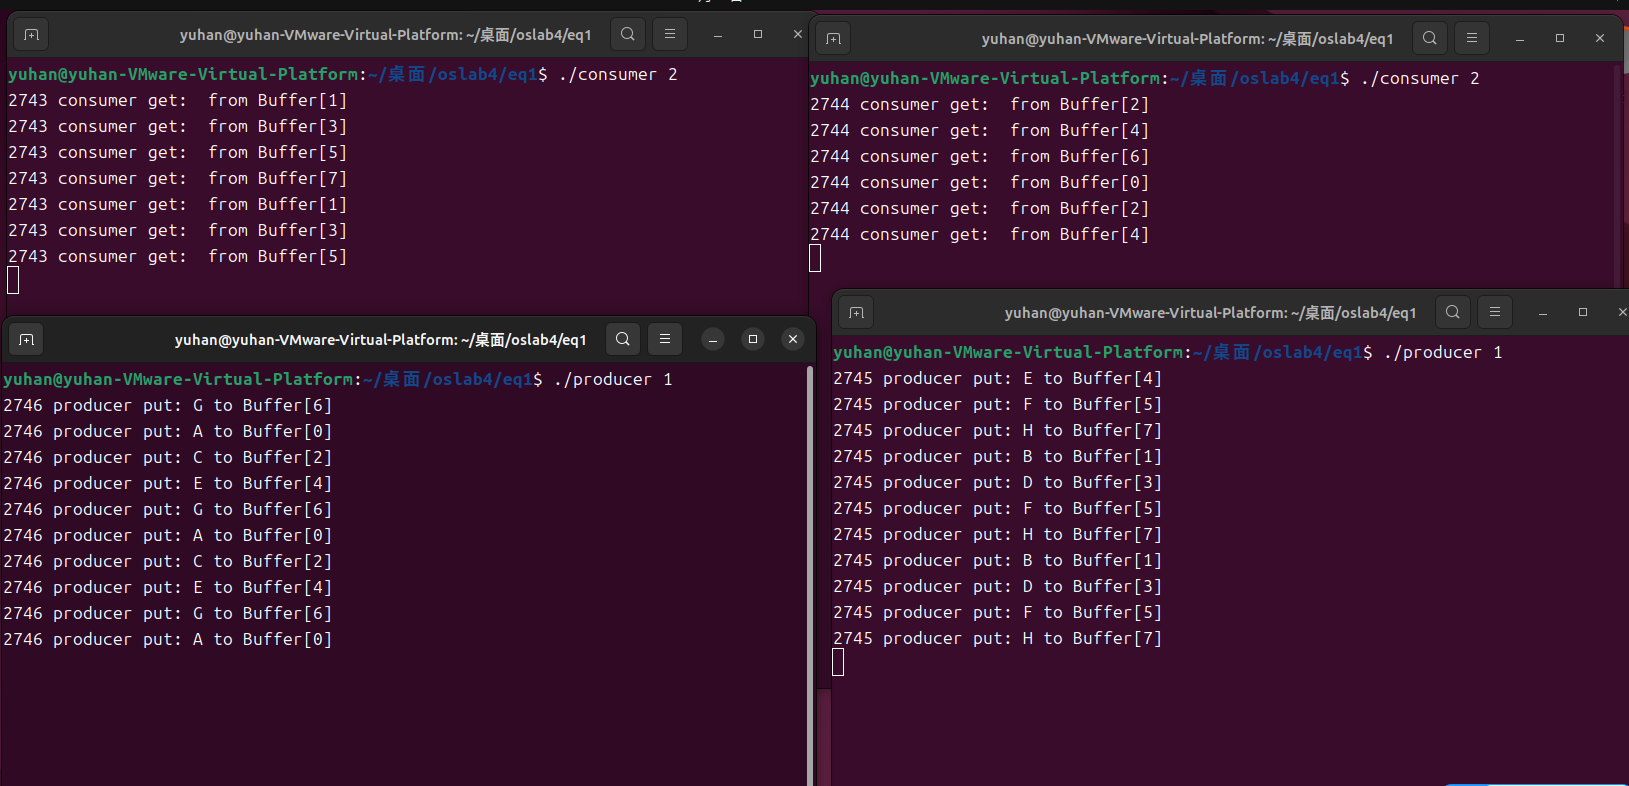 yuhan@yuhan-VMware-Virtual-Platform: ~/桌面/oslab4/eq1
yuhan@yuhan-VMware-Virtual-Platform:~/桌面/oslab4/eq1$ ./consumer 2
2743 consumer get:  from Buffer[1]
2743 consumer get:  from Buffer[3]
2743 consumer get:  from Buffer[5]
2743 consumer get:  from Buffer[7]
2743 consumer get:  from Buffer[1]
2743 consumer get:  from Buffer[3]
2743 consumer get:  from Buffer[5]
yuhan@yuhan-VMware-Virtual-Platform: ~/桌面/oslab4/eq1
yuhan@yuhan-VMware-Virtual-Platform:~/桌面/oslab4/eq1$ ./consumer 2
2744 consumer get:  from Buffer[2]
2744 consumer get:  from Buffer[4]
2744 consumer get:  from Buffer[6]
2744 consumer get:  from Buffer[0]
2744 consumer get:  from Buffer[2]
2744 consumer get:  from Buffer[4]
yuhan@yuhan-VMware-Virtual-Platform: ~/桌面/oslab4/eq1
yuhan@yuhan-VMware-Virtual-Platform:~/桌面/oslab4/eq1$ ./producer 1
2746 producer put: G to Buffer[6]
2746 producer put: A to Buffer[0]
2746 producer put: C to Buffer[2]
2746 producer put: E to Buffer[4]
2746 producer put: G to Buffer[6]
2746 producer put: A to Buffer[0]
2746 producer put: C to Buffer[2]
2746 producer put: E to Buffer[4]
2746 producer put: G to Buffer[6]
2746 producer put: A to Buffer[0]
yuhan@yuhan-VMware-Virtual-Platform: ~/桌面/oslab4/eq1
yuhan@yuhan-VMware-Virtual-Platform:~/桌面/oslab4/eq1$ ./producer 1
2745 producer put: E to Buffer[4]
2745 producer put: F to Buffer[5]
2745 producer put: H to Buffer[7]
2745 producer put: B to Buffer[1]
2745 producer put: D to Buffer[3]
2745 producer put: F to Buffer[5]
2745 producer put: H to Buffer[7]
2745 producer put: B to Buffer[1]
2745 producer put: D to Buffer[3]
2745 producer put: F to Buffer[5]
2745 producer put: H to Buffer[7]